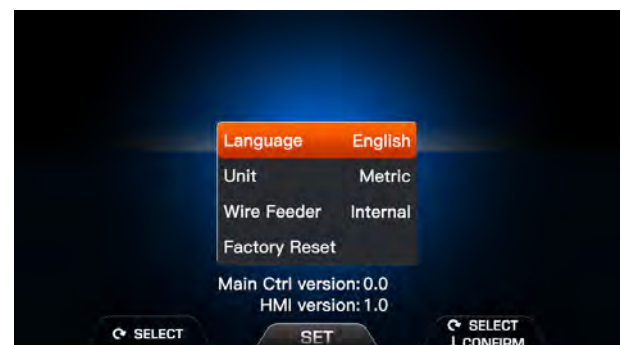 Language English
Unit Metric
Wire Feeder Internal
Factory Reset
Main Ctrl version: 0.0
HMI version: 1.0
SELECT
SET
SELECT
CONFIRM